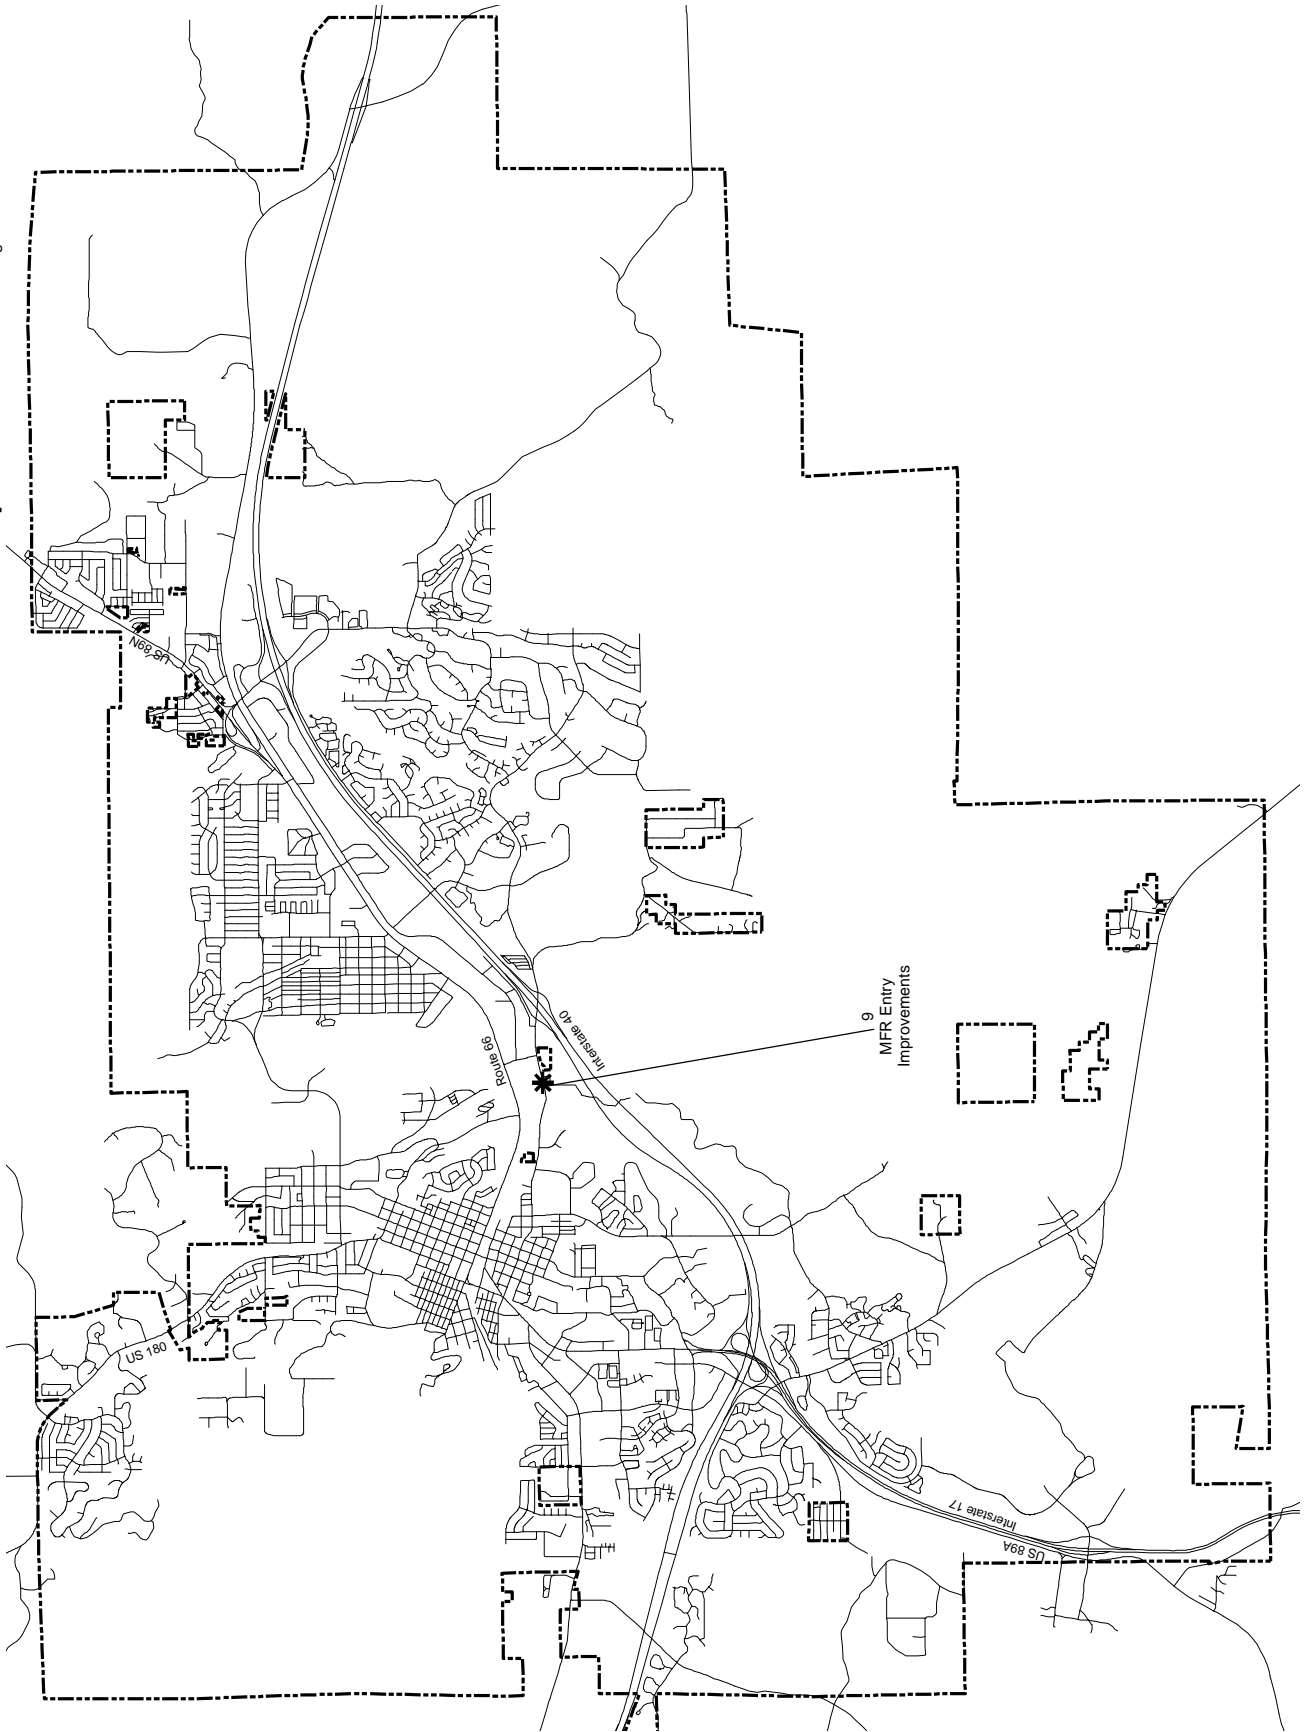 US 89N
Route 66
Interstate 40
9
MFR Entry
Improvements
US 180
Interstate 17
US 89A